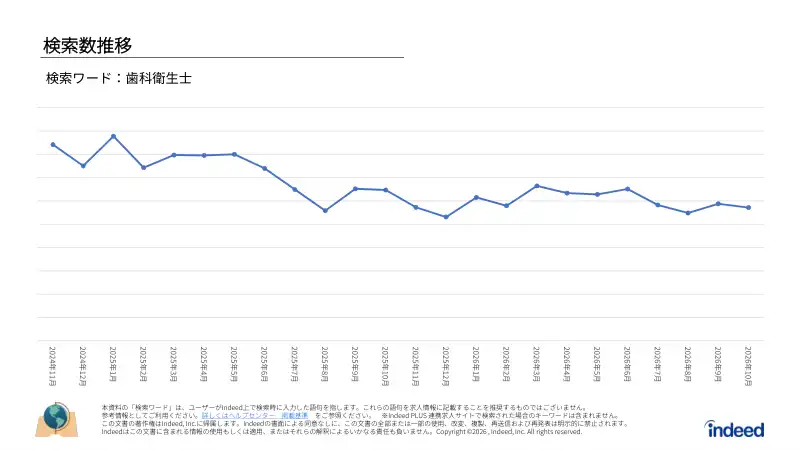 検索数推移
検索ワード：歯科衛生士
2024年11月
2024年12月
2025年1月
2025年2月
2025年3月
2025年4月
2025年5月
2025年6月
2025年7月
2025年8月
2025年9月
2025年10月
2025年11月
2025年12月
2026年1月
2026年2月
2026年3月
2026年4月
2026年5月
2026年6月
2026年7月
2026年8月
2026年9月
2026年10月
本資料の「検索ワード」は、ユーザーがIndeed上で検索時に入力した語句を指します。これらの語句を求人情報に記載することを推奨するものではございません。
参考情報としてご利用ください。詳しくはヘルプセンター　掲載基準　をご参照ください。　※Indeed PLUS 連携求人サイトで検索された場合のキーワードは含まれません。
この文書の著作権はIndeed, Inc.に帰属します。Indeedの書面による同意なしに、この文書の全部または一部の使用、改変、複製、再送信および再発表は明示的に禁止されます。
Indeedはこの文書に含まれる情報の使用もしくは適用、またはそれらの解釈によるいかなる責任も負いません。Copyright ©2026 , Indeed, Inc. All rights reserved.
indeed